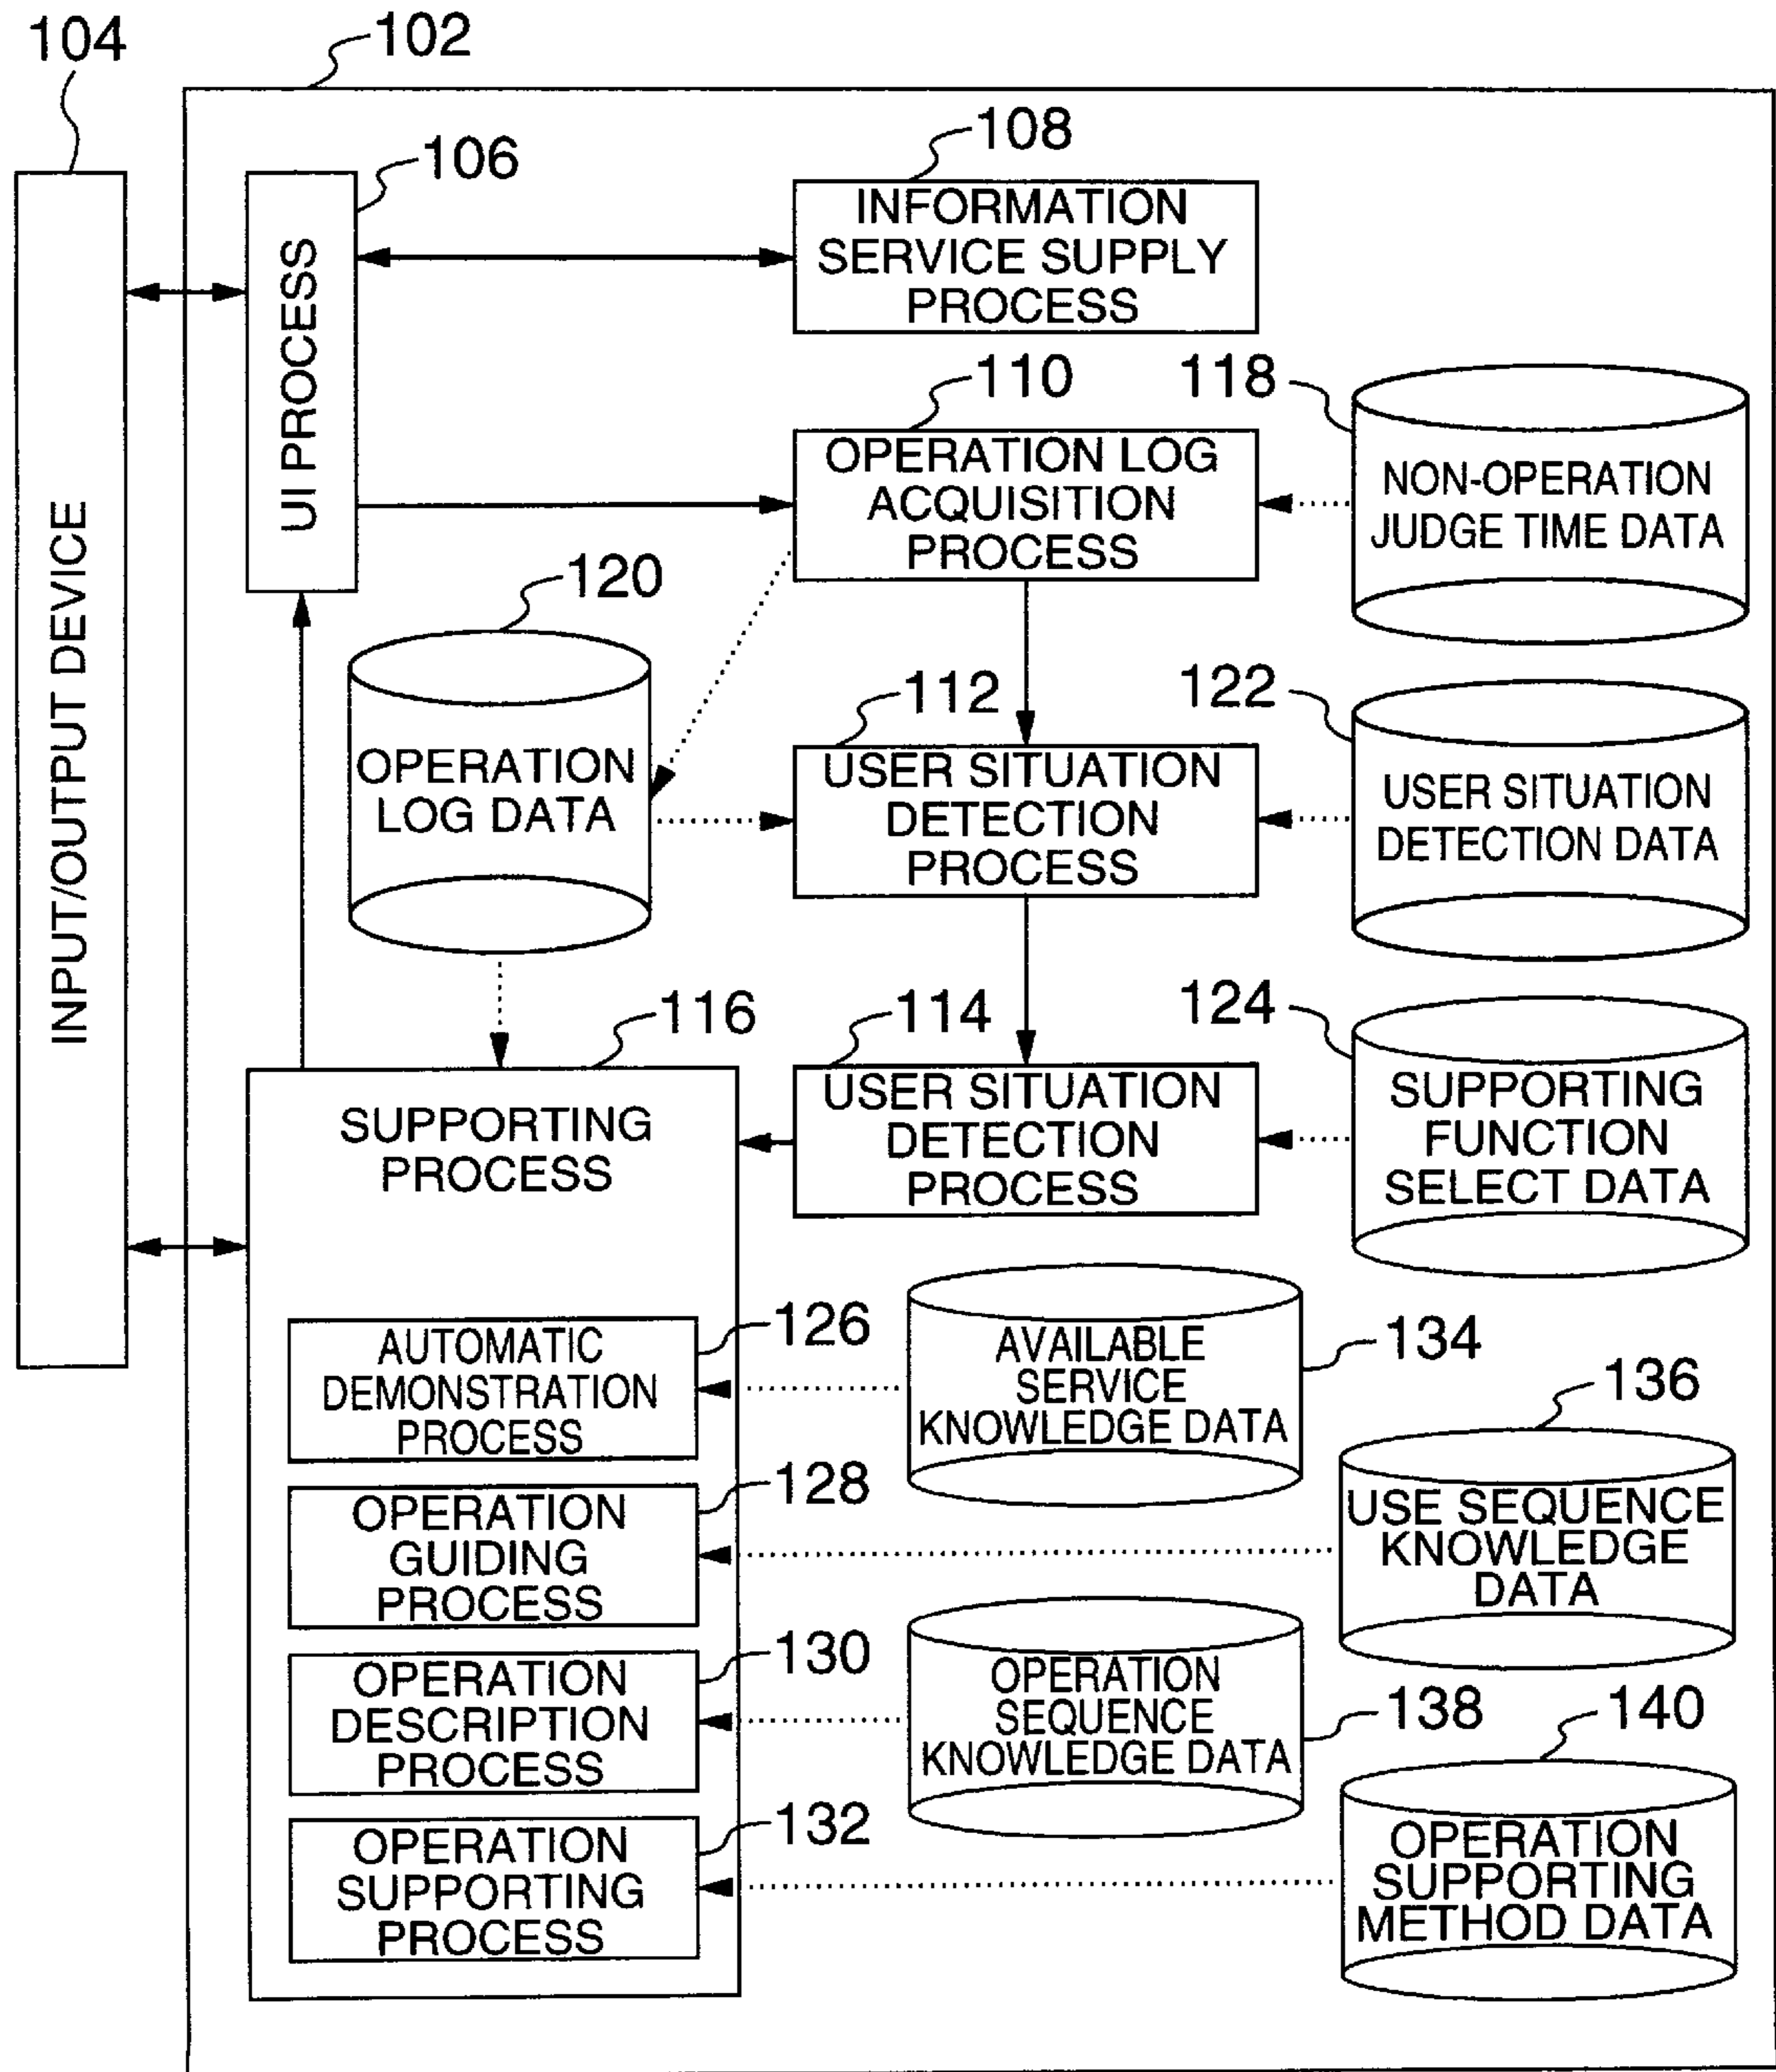 104
102
108
106
INFORMATION
SERVICE SUPPLY
PROCESS
UI PROCESS
110
118
OPERATION LOG
ACQUISITION
PROCESS
NON-OPERATION
JUDGE TIME DATA
INPUT/OUTPUT DEVICE
120
112
122
OPERATION
LOG DATA
USER SITUATION
DETECTION
PROCESS
USER SITUATION
DETECTION DATA
116
114
124
SUPPORTING
PROCESS
USER SITUATION
DETECTION
PROCESS
SUPPORTING
FUNCTION
SELECT DATA
AUTOMATIC
DEMONSTRATION
PROCESS
126
AVAILABLE
SERVICE
KNOWLEDGE DATA
134
136
OPERATION
GUIDING
PROCESS
128
USE SEQUENCE
KNOWLEDGE
DATA
OPERATION
DESCRIPTION
PROCESS
130
OPERATION
SEQUENCE
KNOWLEDGE DATA
138
140
OPERATION
SUPPORTING
PROCESS
132
OPERATION
SUPPORTING
METHOD DATA